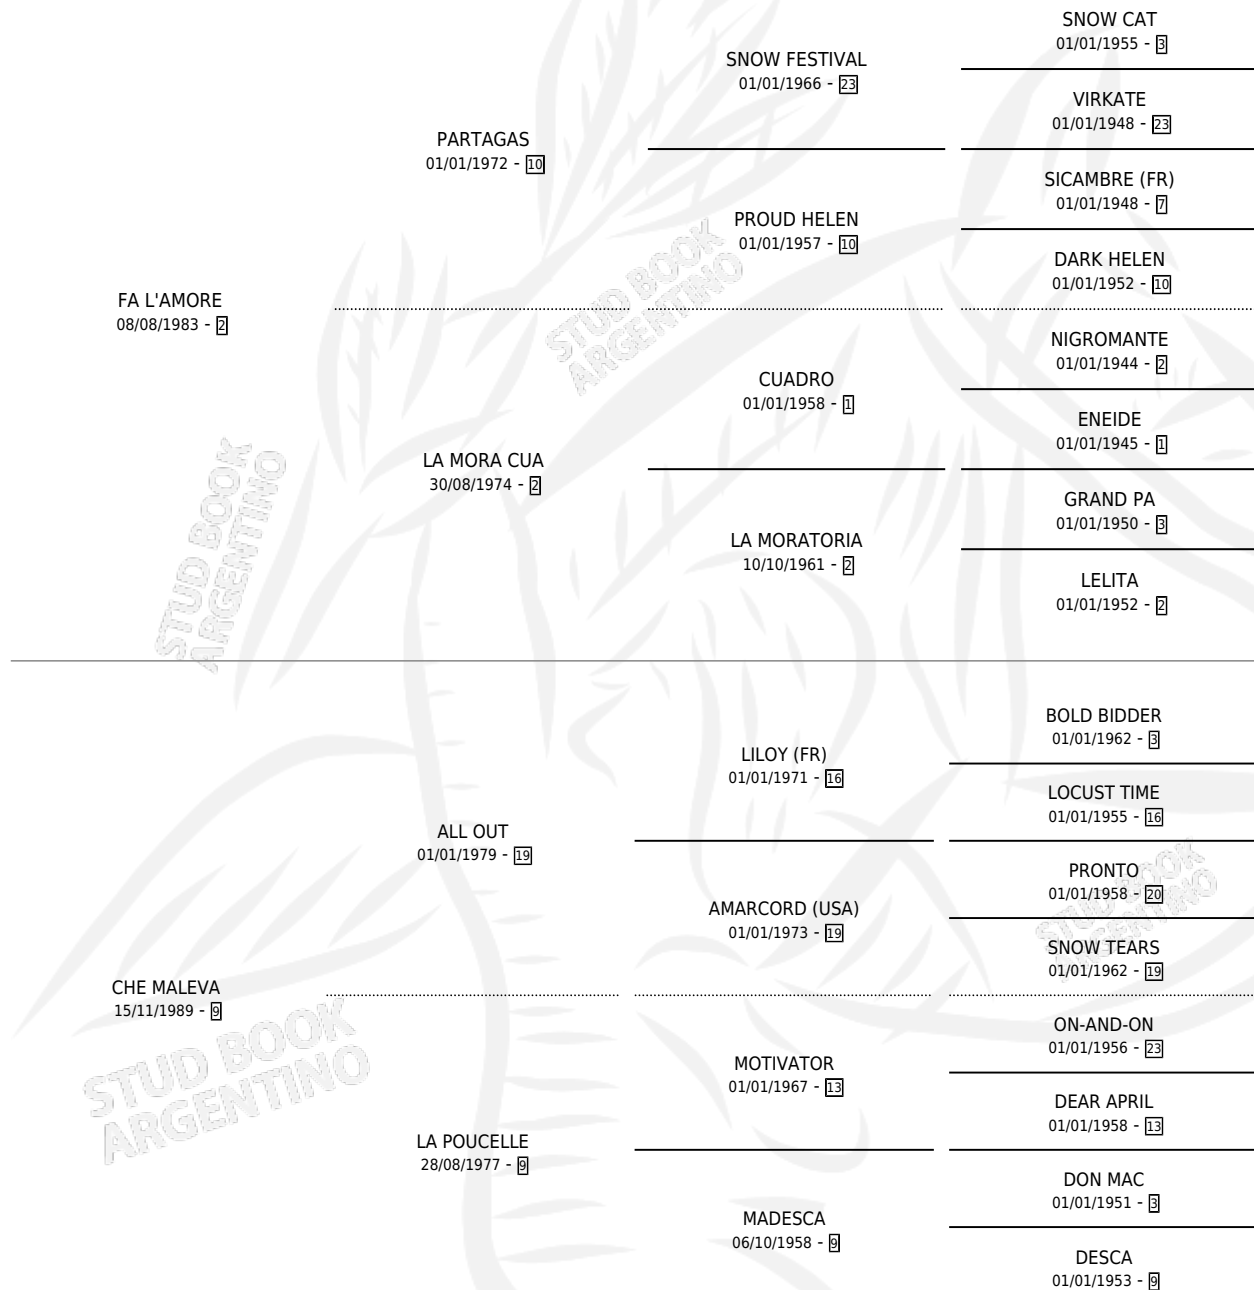 SNOW CAT
01/01/1955 - 3
SNOW FESTIVAL
01/01/1966 - 23
VIRKATE
01/01/1948 - 23
PARTAGAS
01/01/1972 - 10
SICAMBRE (FR)
01/01/1948 - 7
PROUD HELEN
01/01/1957 - 10
DARK HELEN
01/01/1952 - 10
FA L'AMORE
08/08/1983 - 2
NIGROMANTE
01/01/1944 - 2
CUADRO
01/01/1958 - 1
ENEIDE
01/01/1945 - 1
LA MORA CUA
30/08/1974 - 2
GRAND PA
01/01/1950 - 3
LA MORATORIA
10/10/1961 - 2
LELITA
01/01/1952 - 2
BOLD BIDDER
01/01/1962 - 3
LILOY (FR)
01/01/1971 - 16
LOCUST TIME
01/01/1955 - 16
ALL OUT
01/01/1979 - 19
PRONTO
01/01/1958 - 20
AMARCORD (USA)
01/01/1973 - 19
SNOW TEARS
01/01/1962 - 19
CHE MALEVA
15/11/1989 - 9
ON-AND-ON
01/01/1956 - 23
MOTIVATOR
01/01/1967 - 13
DEAR APRIL
01/01/1958 - 13
LA POUCELLE
28/08/1977 - 9
DON MAC
01/01/1951 - 3
MADESCA
06/10/1958 - 9
DESCA
01/01/1953 - 9
STUD BOOK
ARGENTINO
STUD BOOK
ARGENTINO
STUD BOOK
ARGENTINO
STUD BOOK
ARGENTINO